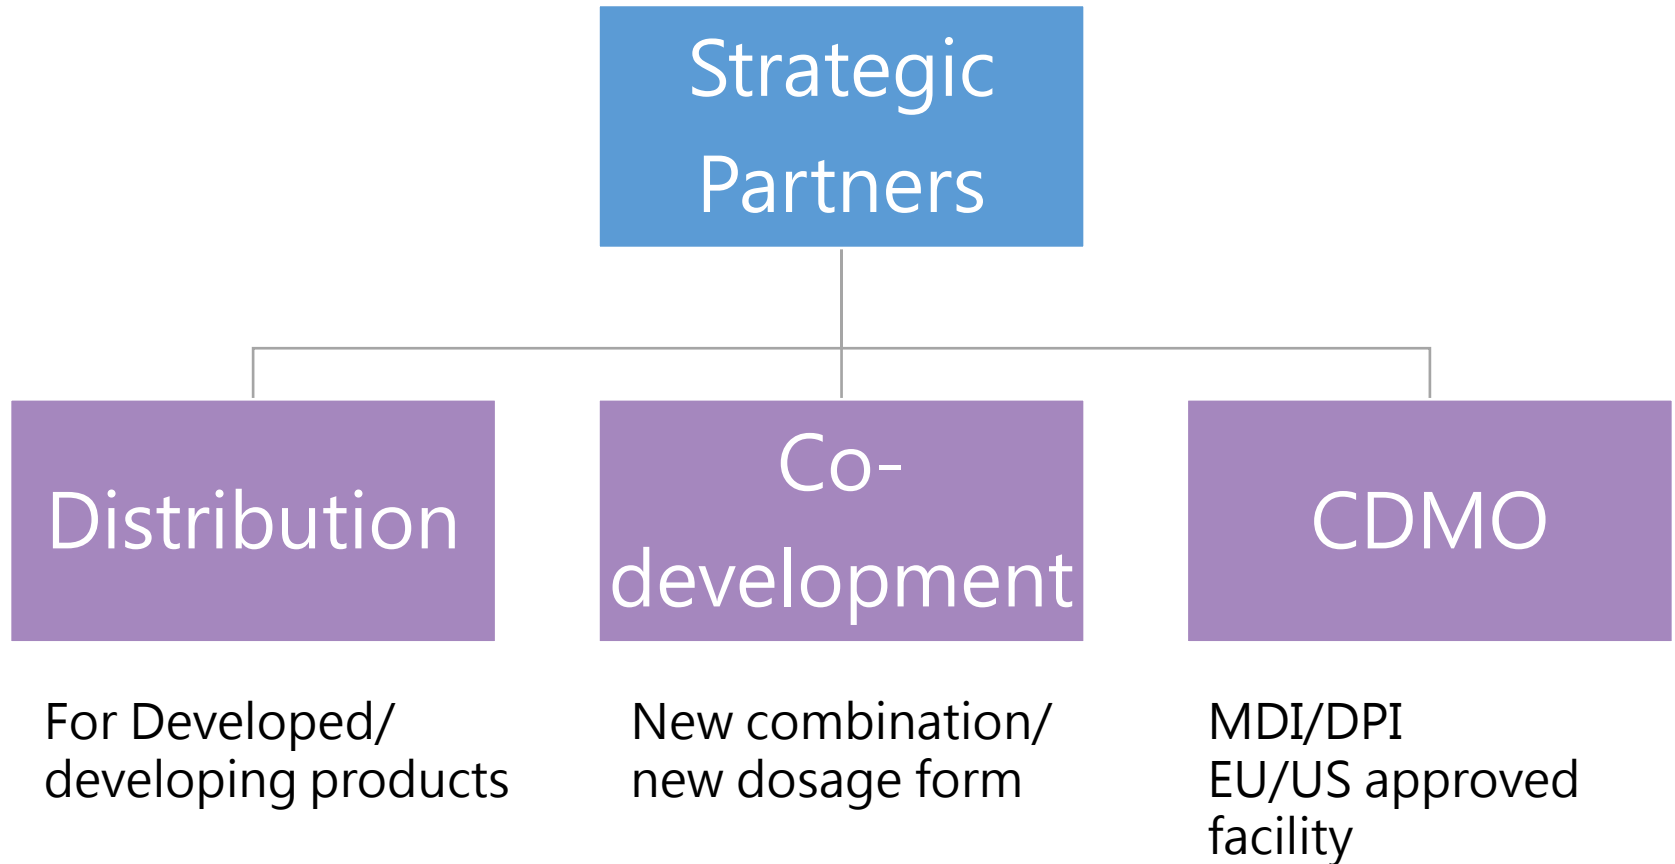 Strategic
Partners
Distribution
Co-
development
CDMO
For Developed/
developing products
New combination/
new dosage form
MDI/DPI
EU/US approved
facility